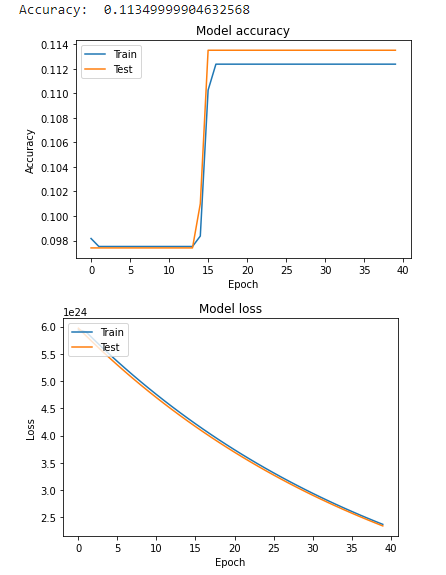 Accuracy: 0.11349999904632568
Model accuracy
0.114
0.112
0.110
0.108
0.106
0.104
0.102
0.100
0.098
Accuracy
Train
Test
0 5 10 15 20 25 30 35 40
Epoch
Model loss
1e24
6.0
5.5
5.0
4.5
4.0
3.5
3.0
2.5
Loss
Train
Test
0 5 10 15 20 25 30 35 40
Epoch